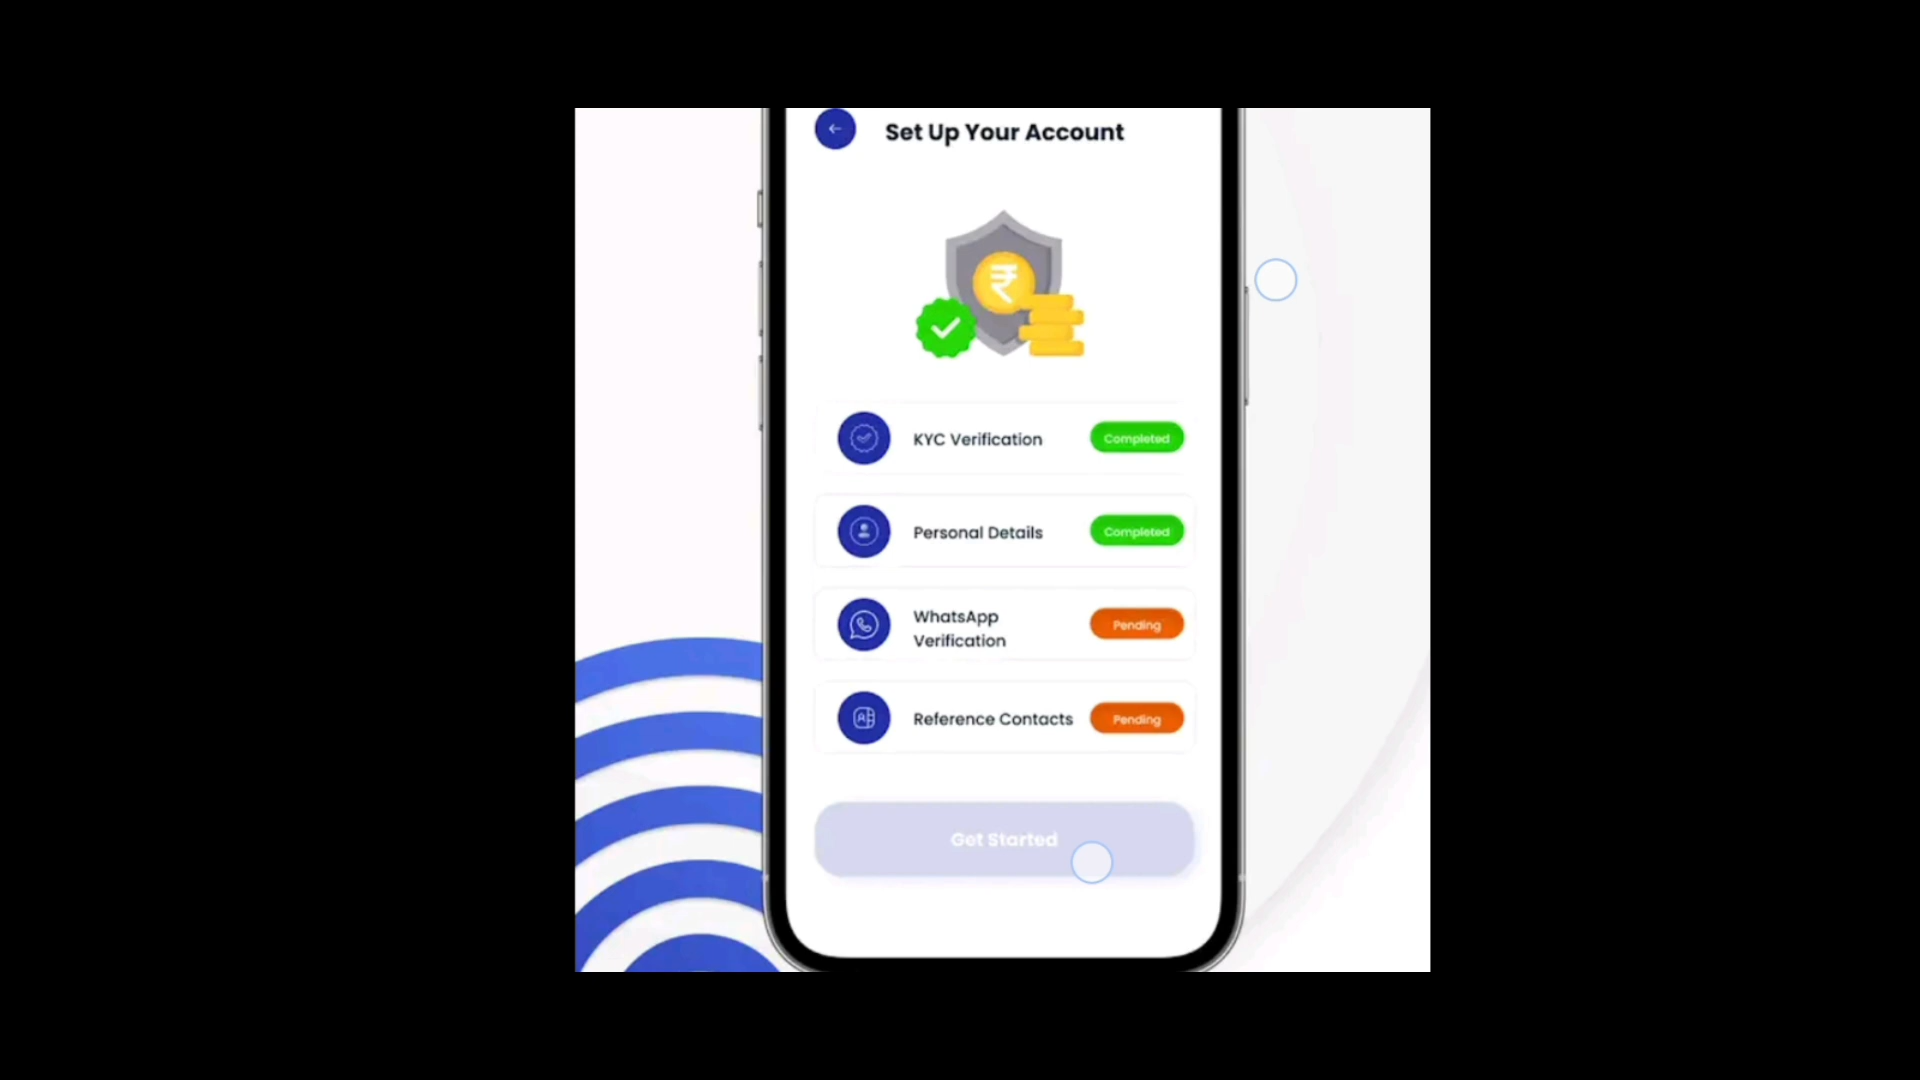 Set Up Your Account
₹
KYC Verification
Completed
Personal Details
Completed
WhatsApp
Verification
Pending
Reference Contacts
Pending
Get Started